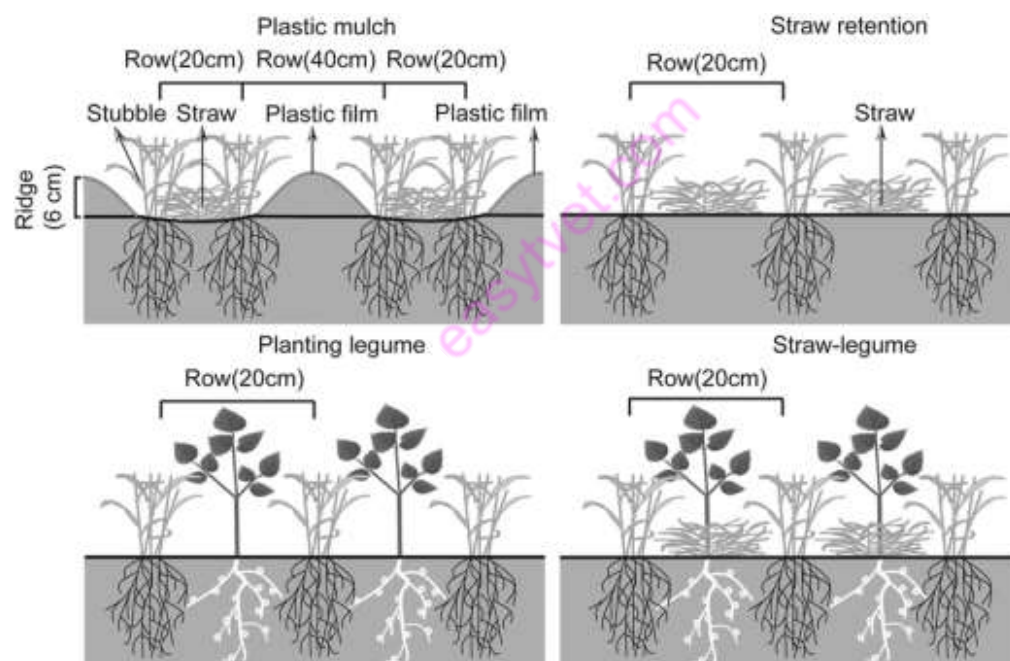 Plastic mulch
Row(20cm) Row(40cm) Row(20cm)
Stubble Straw Plastic film Plastic film
Ridge
(6 cm)
Straw retention
Row(20cm)
Straw
Planting legume
Row(20cm)
Straw-legume
Row(20cm)
easytvet.com